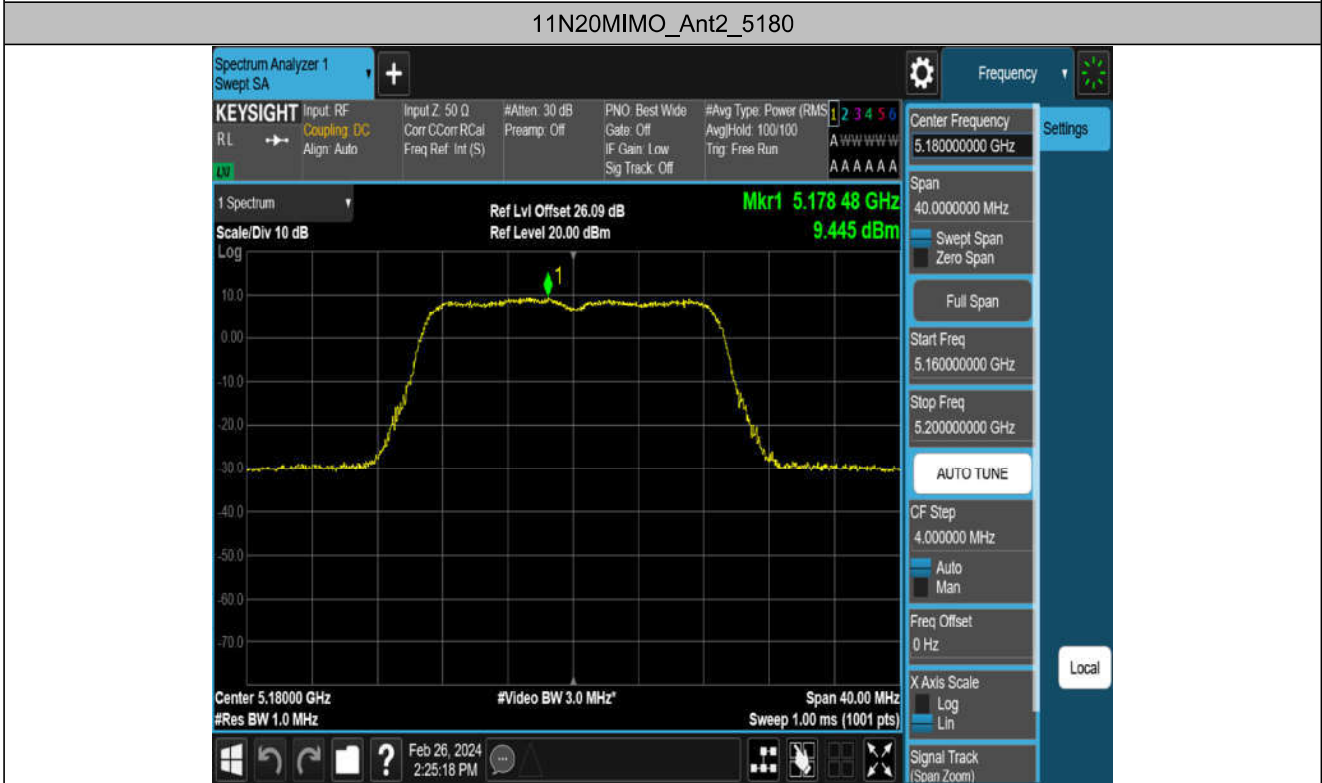 11N20MIMO_Ant2_5180
Spectrum Analyzer 1
Swept SA
+
Frequency
KEYSIGHT
RL
LXI
Input: RF
Coupling: DC
Align: Auto
Input Z: 50 Ω
Corr CCorr RCal
Freq Ref: Int (S)
#Atten: 30 dB
Preamp: Off
PNO: Best Wide
Gate: Off
IF Gain: Low
Sig Track: Off
#Avg Type: Power (RMS
Avg|Hold: 100/100
Trig: Free Run
1 2 3 4 5 6
A W W W W W
A A A A A A
1 Spectrum
Scale/Div 10 dB
Ref Lvl Offset 26.09 dB
Ref Level 20.00 dBm
Mkr1 5.178 48 GHz
9.445 dBm
Log
1
10.0
0.00
-10.0
-20.0
-30.0
-40.0
-50.0
-60.0
-70.0
Center 5.18000 GHz
#Res BW 1.0 MHz
#Video BW 3.0 MHz*
Span 40.00 MHz
Sweep 1.00 ms (1001 pts)
?
Feb 26, 2024
2:25:18 PM
Center Frequency
5.180000000 GHz
Settings
Span
40.0000000 MHz
Swept Span
Zero Span
Full Span
Start Freq
5.160000000 GHz
Stop Freq
5.200000000 GHz
AUTO TUNE
CF Step
4.000000 MHz
Auto
Man
Freq Offset
0 Hz
X Axis Scale
Log
Lin
Local
Signal Track
(Span Zoom)